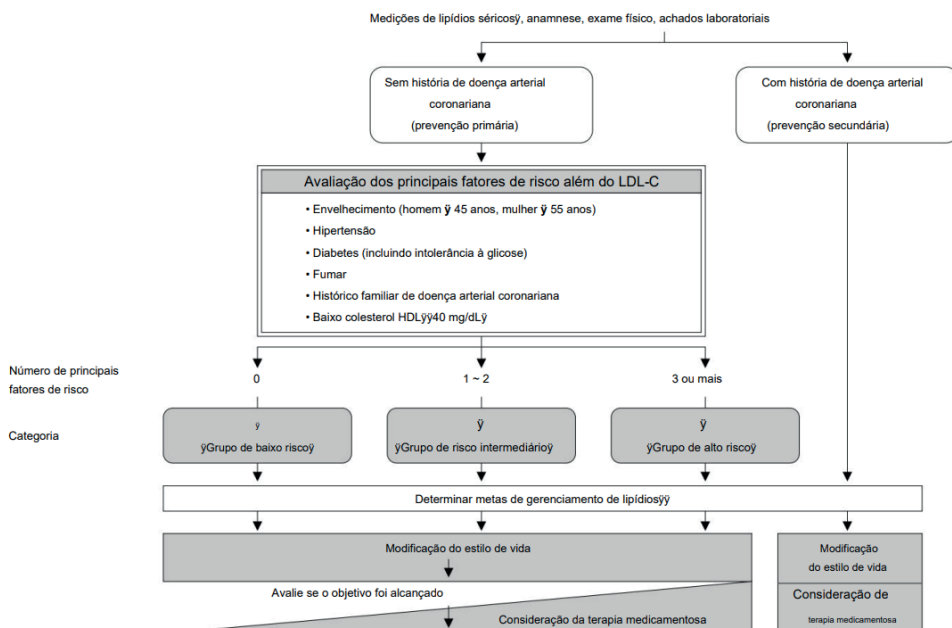 Medições de lipídios séricosÿ, anamnese, exame físico, achados laboratoriais
Sem história de doença arterial
coronariana
(prevenção primária)
Com história de doença arterial
coronariana
(prevenção secundária)
Avaliação dos principais fatores de risco além do LDL-C
• Envelhecimento (homem ÿ 45 anos, mulher ÿ 55 anos)
• Hipertensão
• Diabetes (incluindo intolerância à glicose)
• Fumar
• Histórico familiar de doença arterial coronariana
• Baixo colesterol HDLÿÿ40 mg/dLÿ
Número de principais
fatores de risco
0
1 ~ 2
3 ou mais
Categoria
ÿ
ÿGrupo de baixo riscoÿ
ÿ
ÿGrupo de risco intermediárioÿ
ÿ
ÿGrupo de alto riscoÿ
Determinar metas de gerenciamento de lipídiosÿÿ
Modificação do estilo de vida
Avalie se o objetivo foi alcançado
Consideração da terapia medicamentosa
Modificação
do estilo de vida
Consideração de
terapia medicamentosa